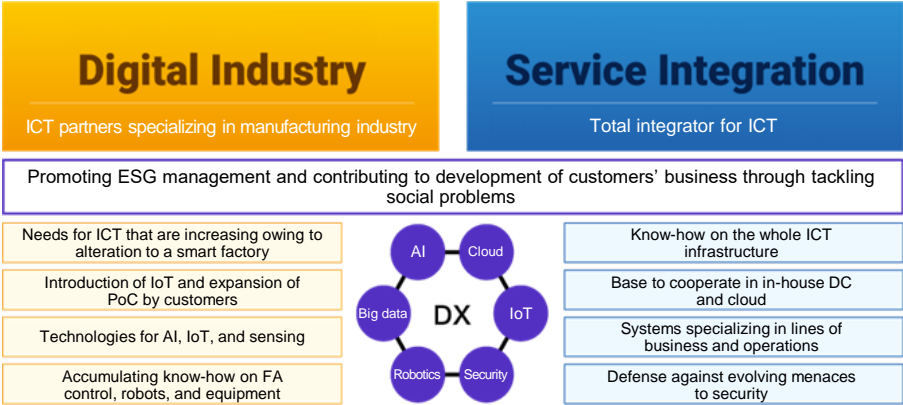 Digital Industry
ICT partners specializing in manufacturing industry
Service Integration
Total integrator for ICT
Promoting ESG management and contributing to development of customers' business through tackling
social problems
Needs for ICT that are increasing owing to
alteration to a smart factory
Introduction of IoT and expansion of
PoC by customers
Technologies for AI, IoT, and sensing
Accumulating know-how on FA
control, robots, and equipment
AI
Cloud
Big data
DX
IoT
Robotics
Security
Know-how on the whole ICT
infrastructure
Base to cooperate in in-house DC
and cloud
Systems specializing in lines of
business and operations
Defense against evolving menaces
to security